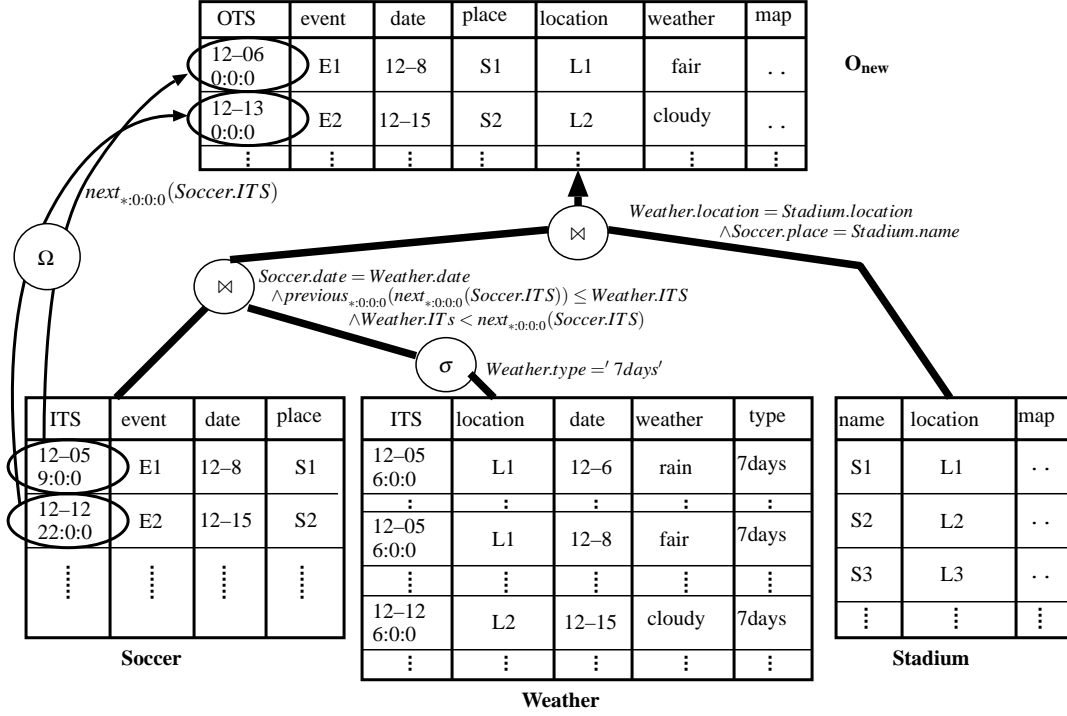 OTS event date place location weather map
12–06 0:0:0 E1 12–8 S1 L1 fair . .
12–13 0:0:0 E2 12–15 S2 L2 cloudy . .
O_new
next_{*:0:0:0}(Soccer.ITS)
Ω
⋈
Weather.location = Stadium.location
∧Soccer.place = Stadium.name
⋈
Soccer.date = Weather.date
∧previous_{*:0:0:0}(next_{*:0:0:0}(Soccer.ITS)) ≤ Weather.ITS
∧Weather.ITs < next_{*:0:0:0}(Soccer.ITS)
σ
Weather.type =′ 7days′
ITS event date place
12–05 9:0:0 E1 12–8 S1
12–12 22:0:0 E2 12–15 S2
Soccer
ITS location date weather type
12–05 6:0:0 L1 12–6 rain 7days
12–05 6:0:0 L1 12–8 fair 7days
12–12 6:0:0 L2 12–15 cloudy 7days
Weather
name location map
S1 L1 . .
S2 L2 . .
S3 L3 . .
Stadium